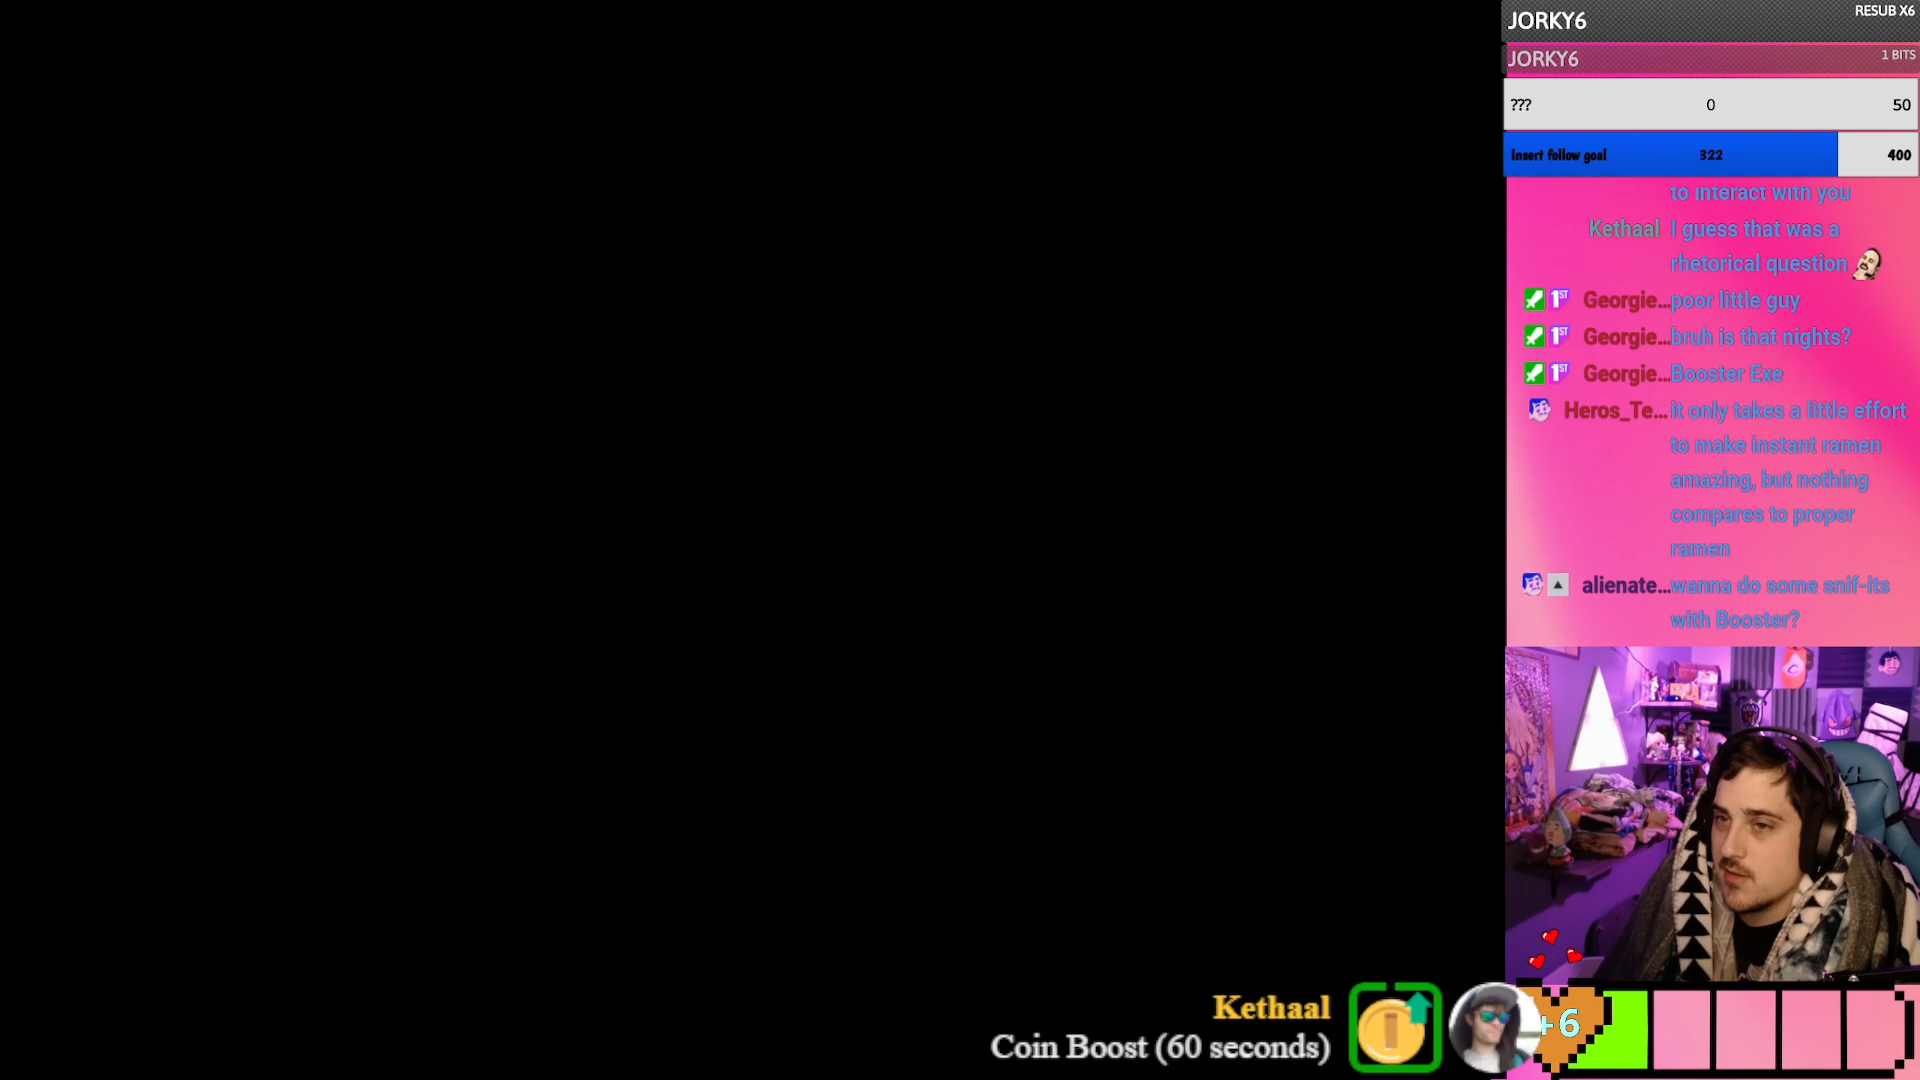 JORKY6 RESUB X6
JORKY6 1 BITS
??? 0 50
Insert follow goal 322 400
to interact with you
Kethaal I guess that was a
rhetorical question
1ST Georgie... poor little guy
1ST Georgie... bruh is that nights?
1ST Georgie... Booster Exe
Heros_Te... it only takes a little effort
to make instant ramen
amazing, but nothing
compares to proper
ramen
alienate... wanna do some snif-its
with Booster?
Kethaal
Coin Boost (60 seconds)
+6